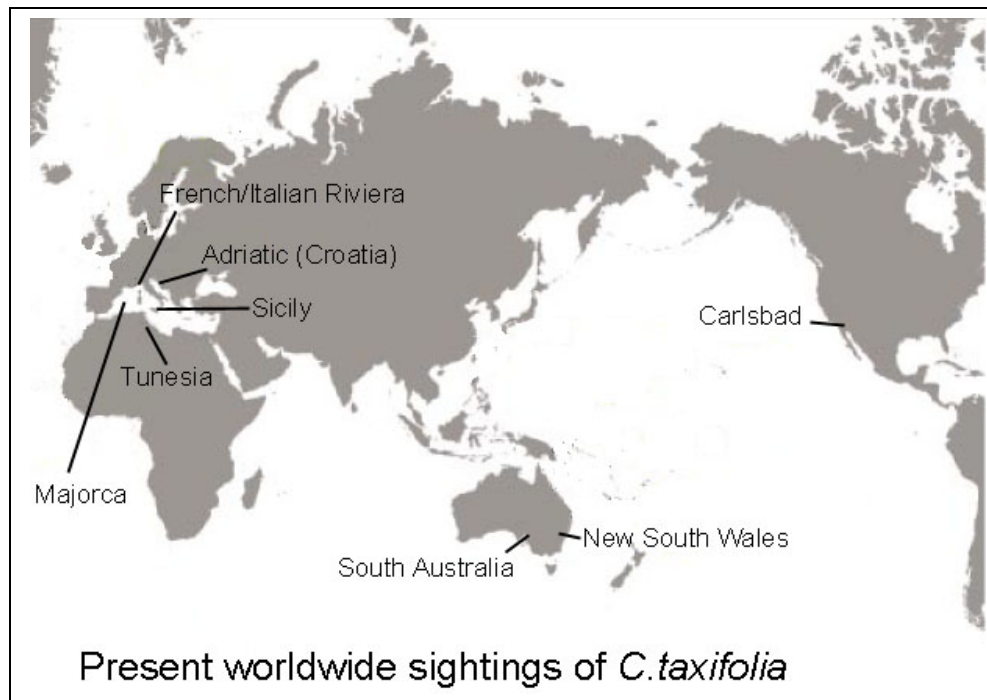 French/Italian Riviera
Adriatic (Croatia)
Sicily
Carlsbad
Tunesia
Majorca
New South Wales
South Australia
Present worldwide sightings of C.taxifolia